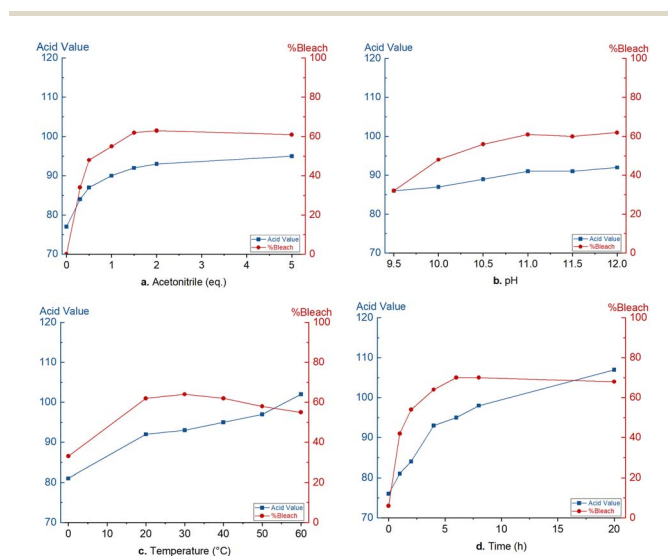 Acid Value %Bleach
120 100
110 80
100 60
90 40
80 20
70 0
0 1 2 3 4 5
Acid Value
%Bleach
a. Acetonitrile (eq.)
Acid Value %Bleach
120 100
110 80
100 60
90 40
80 20
70 0
9.5 10.0 10.5 11.0 11.5 12.0
Acid Value
%Bleach
b. pH
Acid Value %Bleach
120 100
110 80
100 60
90 40
80 20
70 0
0 10 20 30 40 50 60
Acid Value
%Bleach
c. Temperature (°C)
Acid Value %Bleach
120 100
110 80
100 60
90 40
80 20
70 0
0 5 10 15 20
Acid Value
%Bleach
d. Time (h)